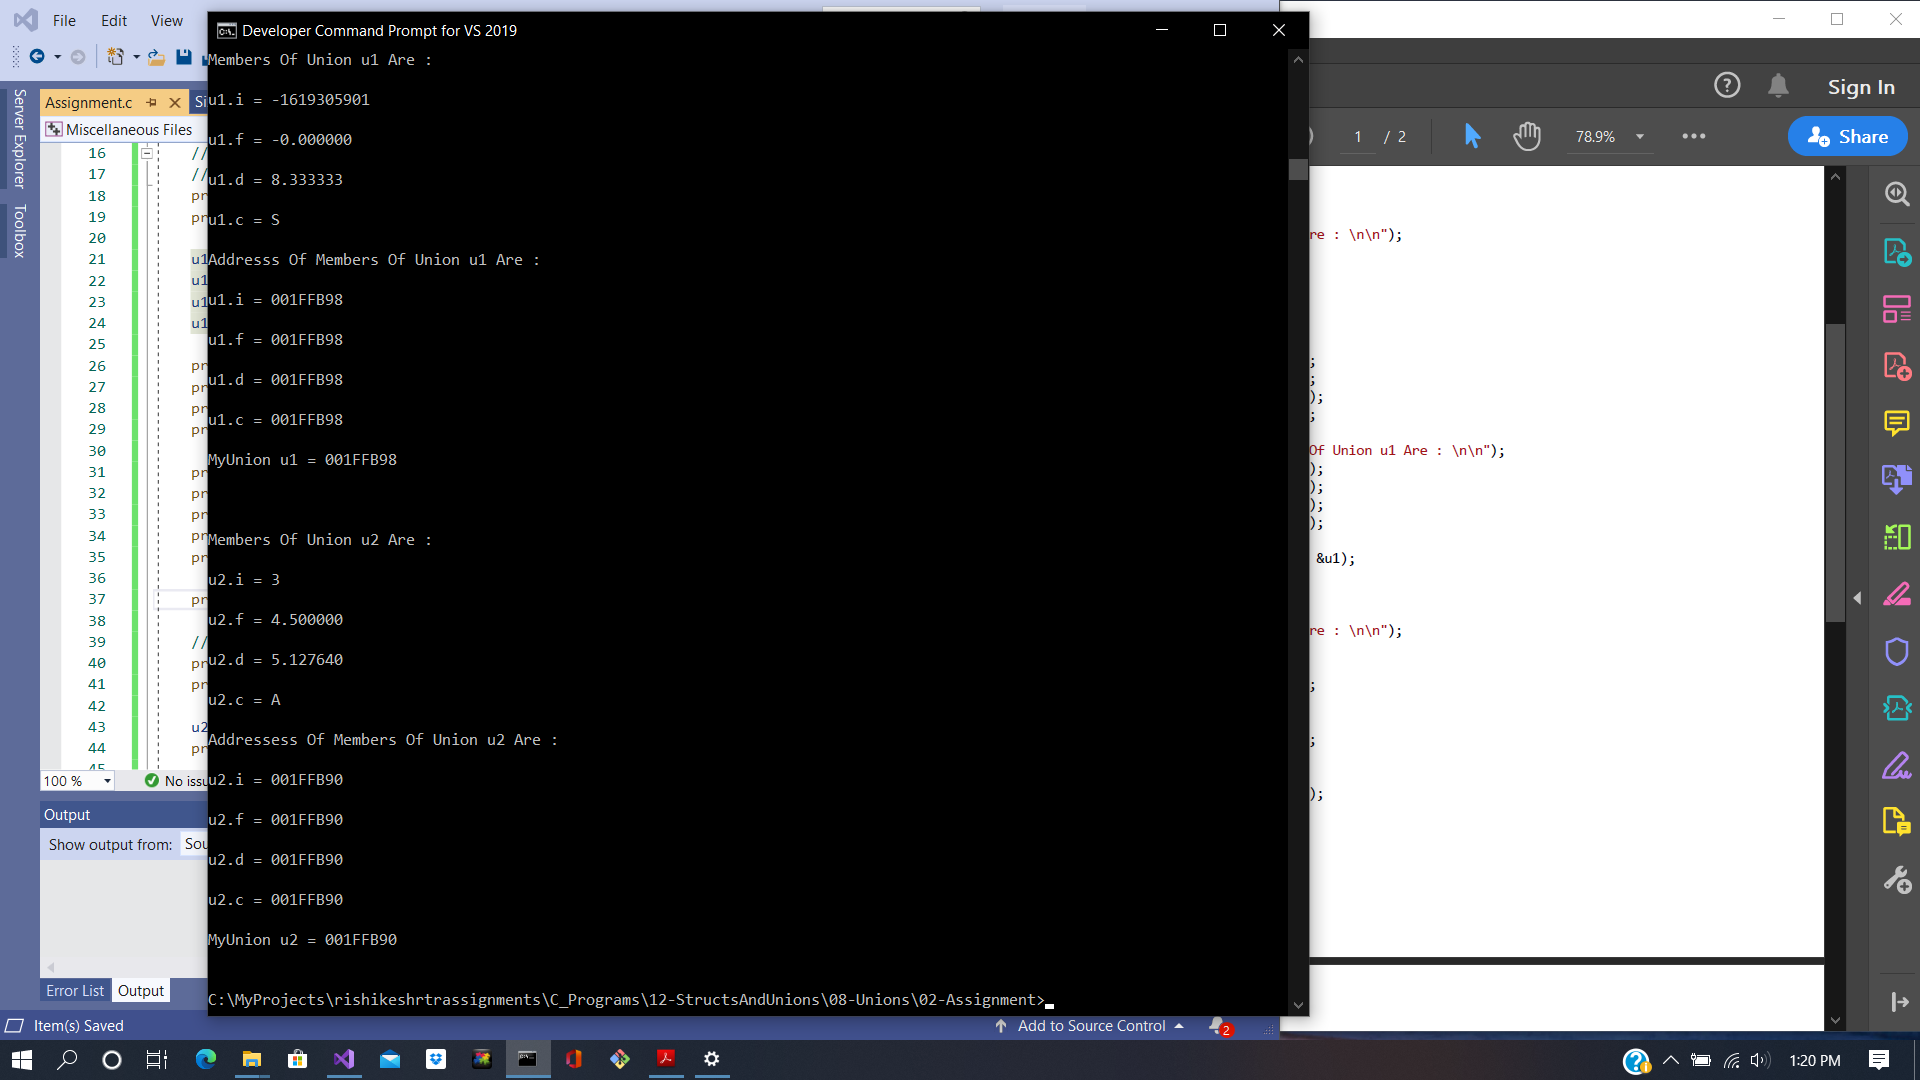 File Edit View
Developer Command Prompt for VS 2019
Members Of Union u1 Are :
u1.i = -1619305901
u1.f = -0.000000
u1.d = 8.333333
u1.c = S
Addresss Of Members Of Union u1 Are :
u1.i = 001FFB98
u1.f = 001FFB98
u1.d = 001FFB98
u1.c = 001FFB98
MyUnion u1 = 001FFB98
Members Of Union u2 Are :
u2.i = 3
u2.f = 4.500000
u2.d = 5.127640
u2.c = A
Addressess Of Members Of Union u2 Are :
u2.i = 001FFB90
u2.f = 001FFB90
u2.d = 001FFB90
u2.c = 001FFB90
MyUnion u2 = 001FFB90
C:\MyProjects\rishikeshrtrassignments\C_Programs\12-StructsAndUnions\08-Unions\02-Assignment>
Server Explorer
Toolbox
Assignment.c
Si
Miscellaneous Files
16 //
17 //
18 pr
19 pr
20
21 u1
22 u1
23 u1
24 u1
25
26 pr
27 pr
28 pr
29 pr
30
31 pr
32 pr
33 pr
34 pr
35 pr
36
37 pr
38
39 //
40 pr
41 pr
42
43 u2
44 pr
45
100 %
No issu
Output
Show output from: Sou
Error List Output
Item(s) Saved
Add to Source Control
2
Sign In
1 / 2
78.9%
Share
re : \n\n");
;
;
);
;
Of Union u1 Are : \n\n");
);
);
);
);
&u1);
re : \n\n");
;
;
);
1:20 PM